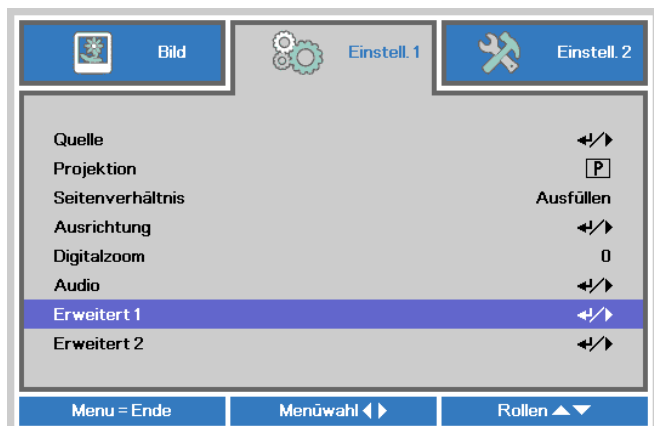 Bild Einstell. 1 Einstell. 2
Quelle
Projektion P
Seitenverhältnis Ausfüllen
Ausrichtung
Digitalzoom 0
Audio
Erweitert 1
Erweitert 2
Menu = Ende Menüwahl Rollen